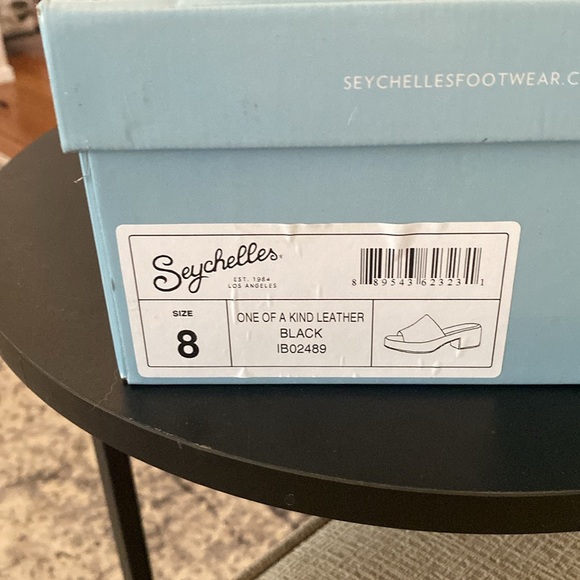 SEYCHELLESFOOTWEAR.C
Seychelles
EST. 1984
LOS ANGELES
8 89543 62323 1
SIZE
8
ONE OF A KIND LEATHER
BLACK
IB02489